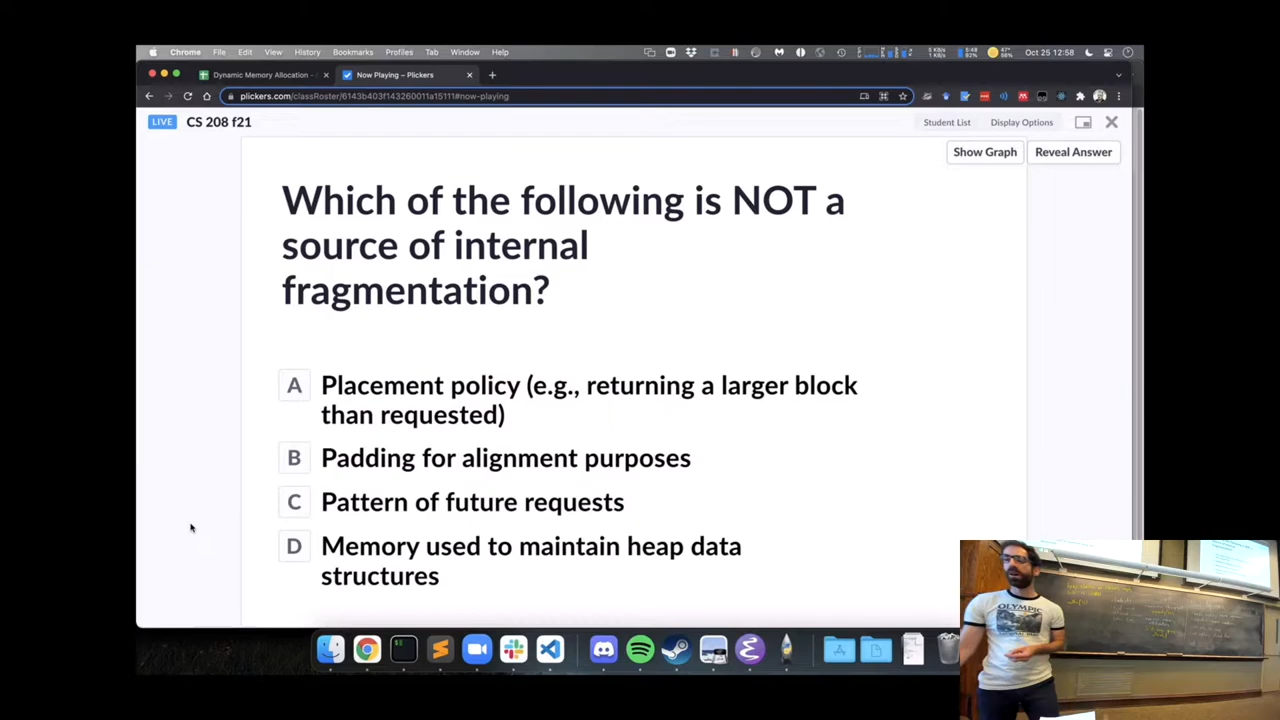 Chrome File Edit View History Bookmarks Profiles Tab Window Help
Oct 25 12:58
Dynamic Memory Allocation -
Now Playing – Plickers
plickers.com/classRoster/6143b403f143260011a15111#now-playing
LIVE CS 208 f21
Student List Display Options
Show Graph Reveal Answer
Which of the following is NOT a
source of internal
fragmentation?
A Placement policy (e.g., returning a larger block
than requested)
B Padding for alignment purposes
C Pattern of future requests
D Memory used to maintain heap data
structures
OLYMPIC